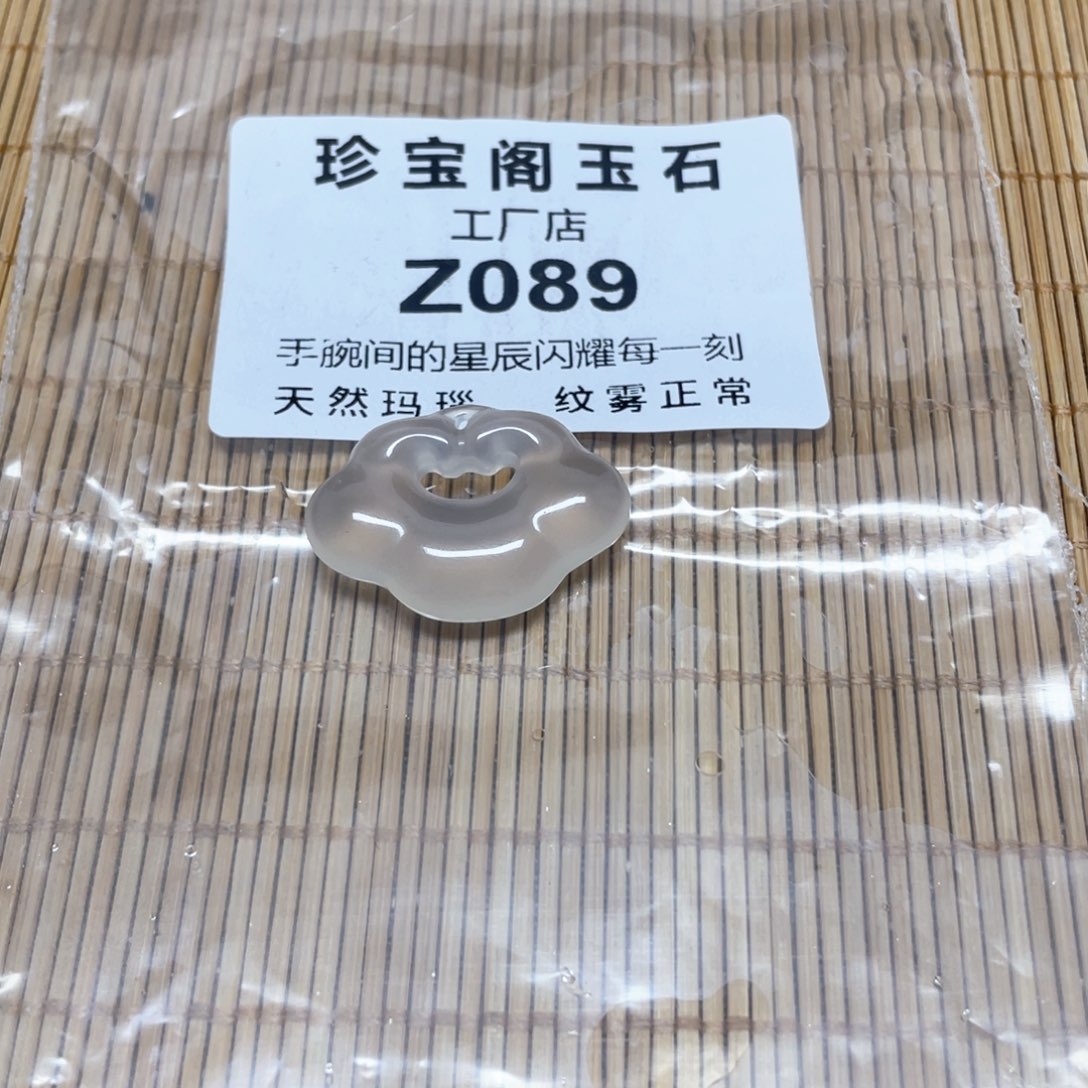 珍宝阁玉石
工厂店
Z089
手腕间的星辰闪耀每一刻
天然玛瑙 纹雾正常